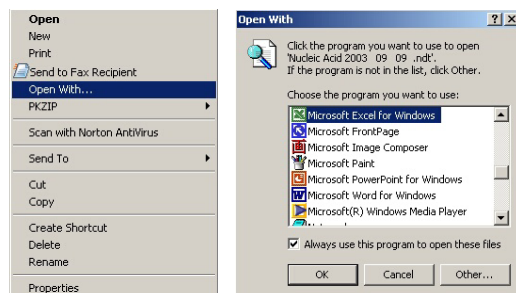 Open
New
Print
Send to Fax Recipient
Open With...
PKZIP
Scan with Norton AntiVirus
Send To
Cut
Copy
Create Shortcut
Delete
Rename
Properties
Open With
Click the program you want to use to open
'Nucleic Acid 2003 09 09 .ndt'.
If the program is not in the list, click Other.
Choose the program you want to use:
Microsoft Excel for Windows
Microsoft FrontPage
Microsoft Image Composer
Microsoft Paint
Microsoft PowerPoint for Windows
Microsoft Word for Windows
Microsoft(R) Windows Media Player
Always use this program to open these files
OK
Cancel
Other...